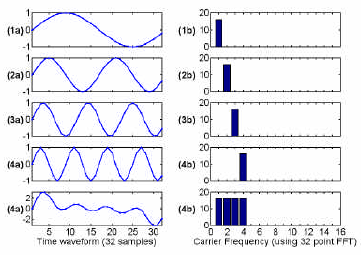 (1a) 1 0 -1
(1b) 20 10 0
(2a) 1 0 -1
(2b) 20 10 0
(3a) 1 0 -1
(3b) 20 10 0
(4a) 1 0 -1
(4b) 20 10 0
(4a) 2 0 -2
(4b) 20 10 0
5 10 15 20 25 30
0 2 4 6 8 10 12 14 16
Time waveform (32 samples)
Carrier Frequency (using 32 point FFT)